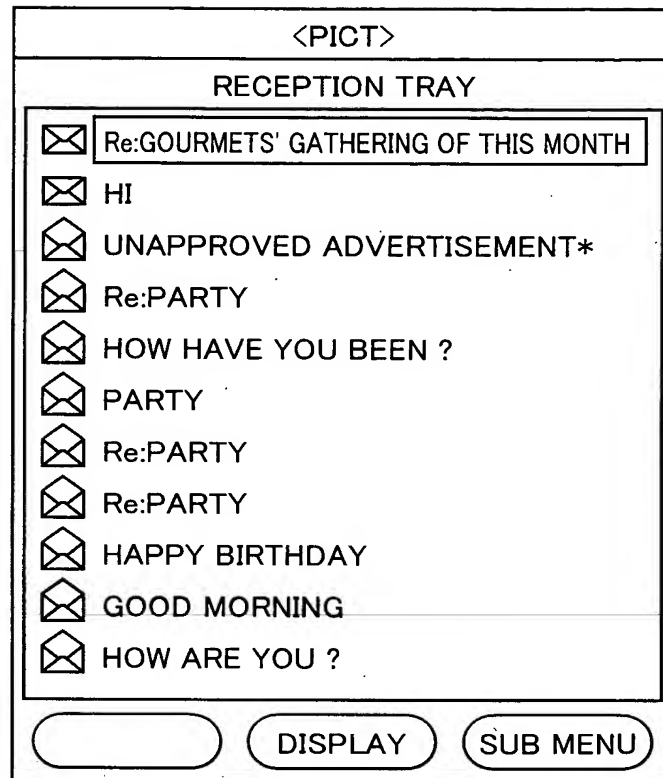 <PICT>
RECEPTION TRAY
Re:GOURMETS' GATHERING OF THIS MONTH
HI
UNAPPROVED ADVERTISEMENT*
Re:PARTY
HOW HAVE YOU BEEN ?
PARTY
Re:PARTY
Re:PARTY
HAPPY BIRTHDAY
GOOD MORNING
HOW ARE YOU ?
DISPLAY SUB MENU